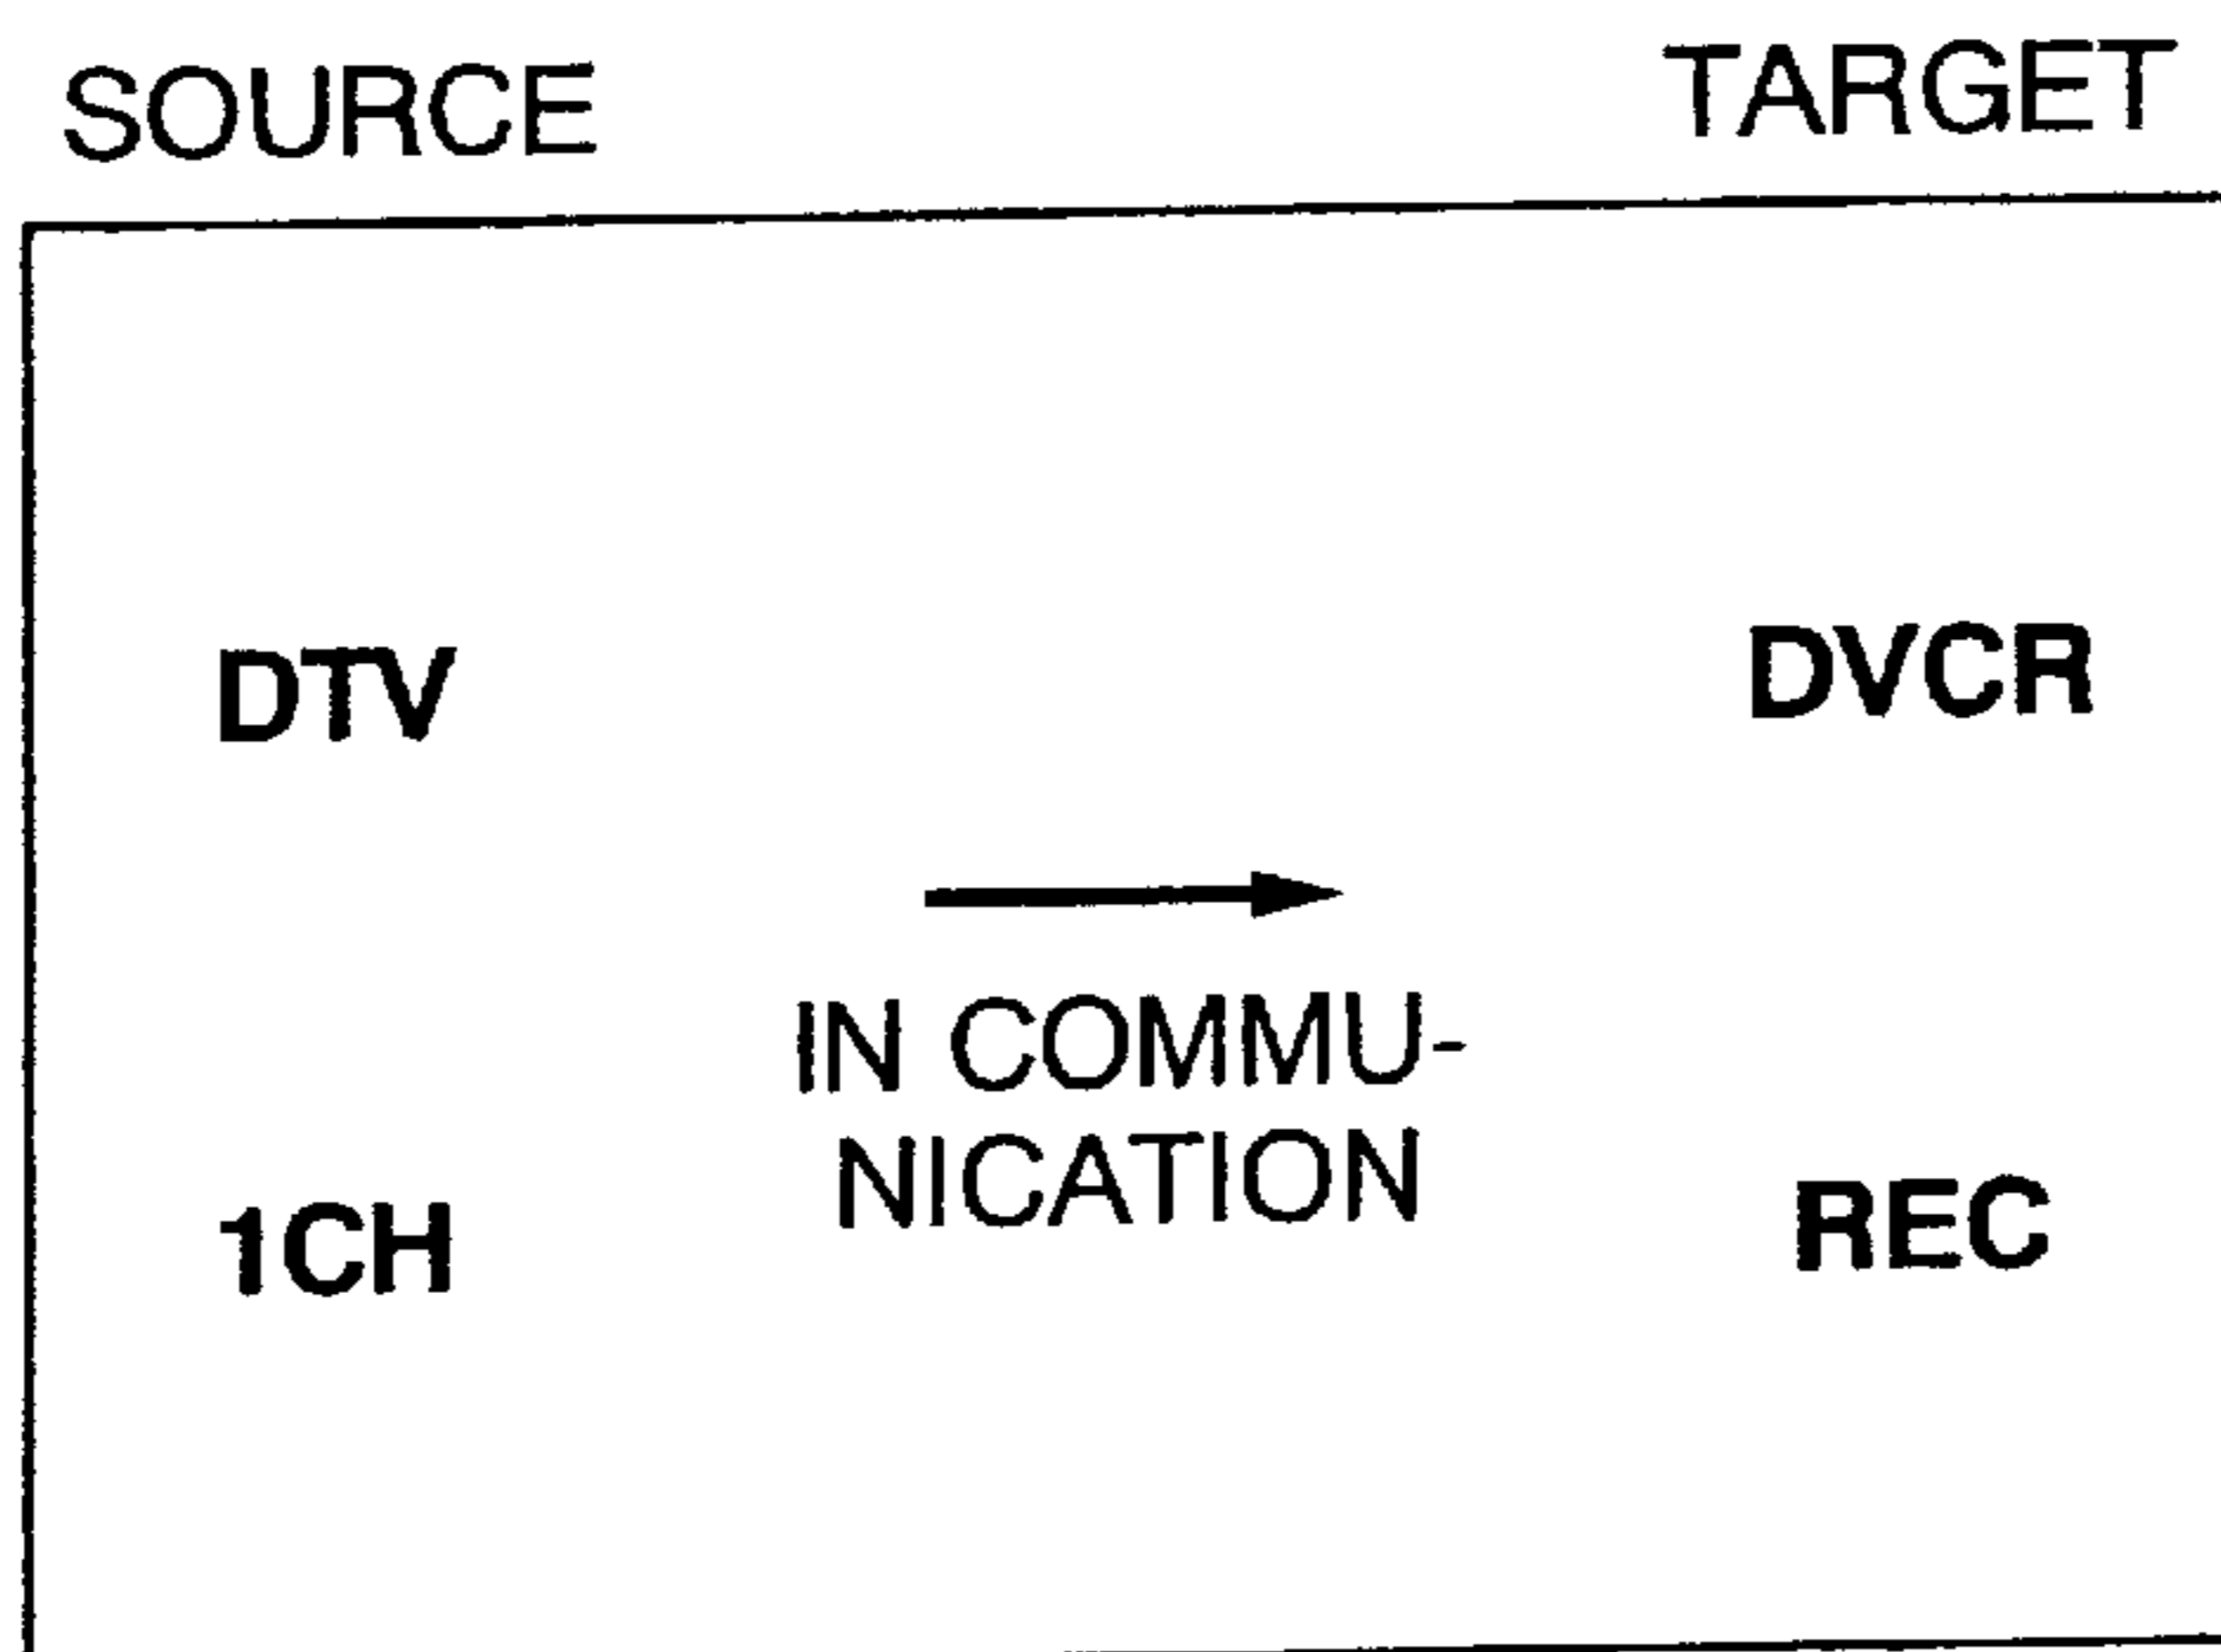 SOURCE TARGET
DTV DVCR
IN COMMU-
NICATION
1CH REC